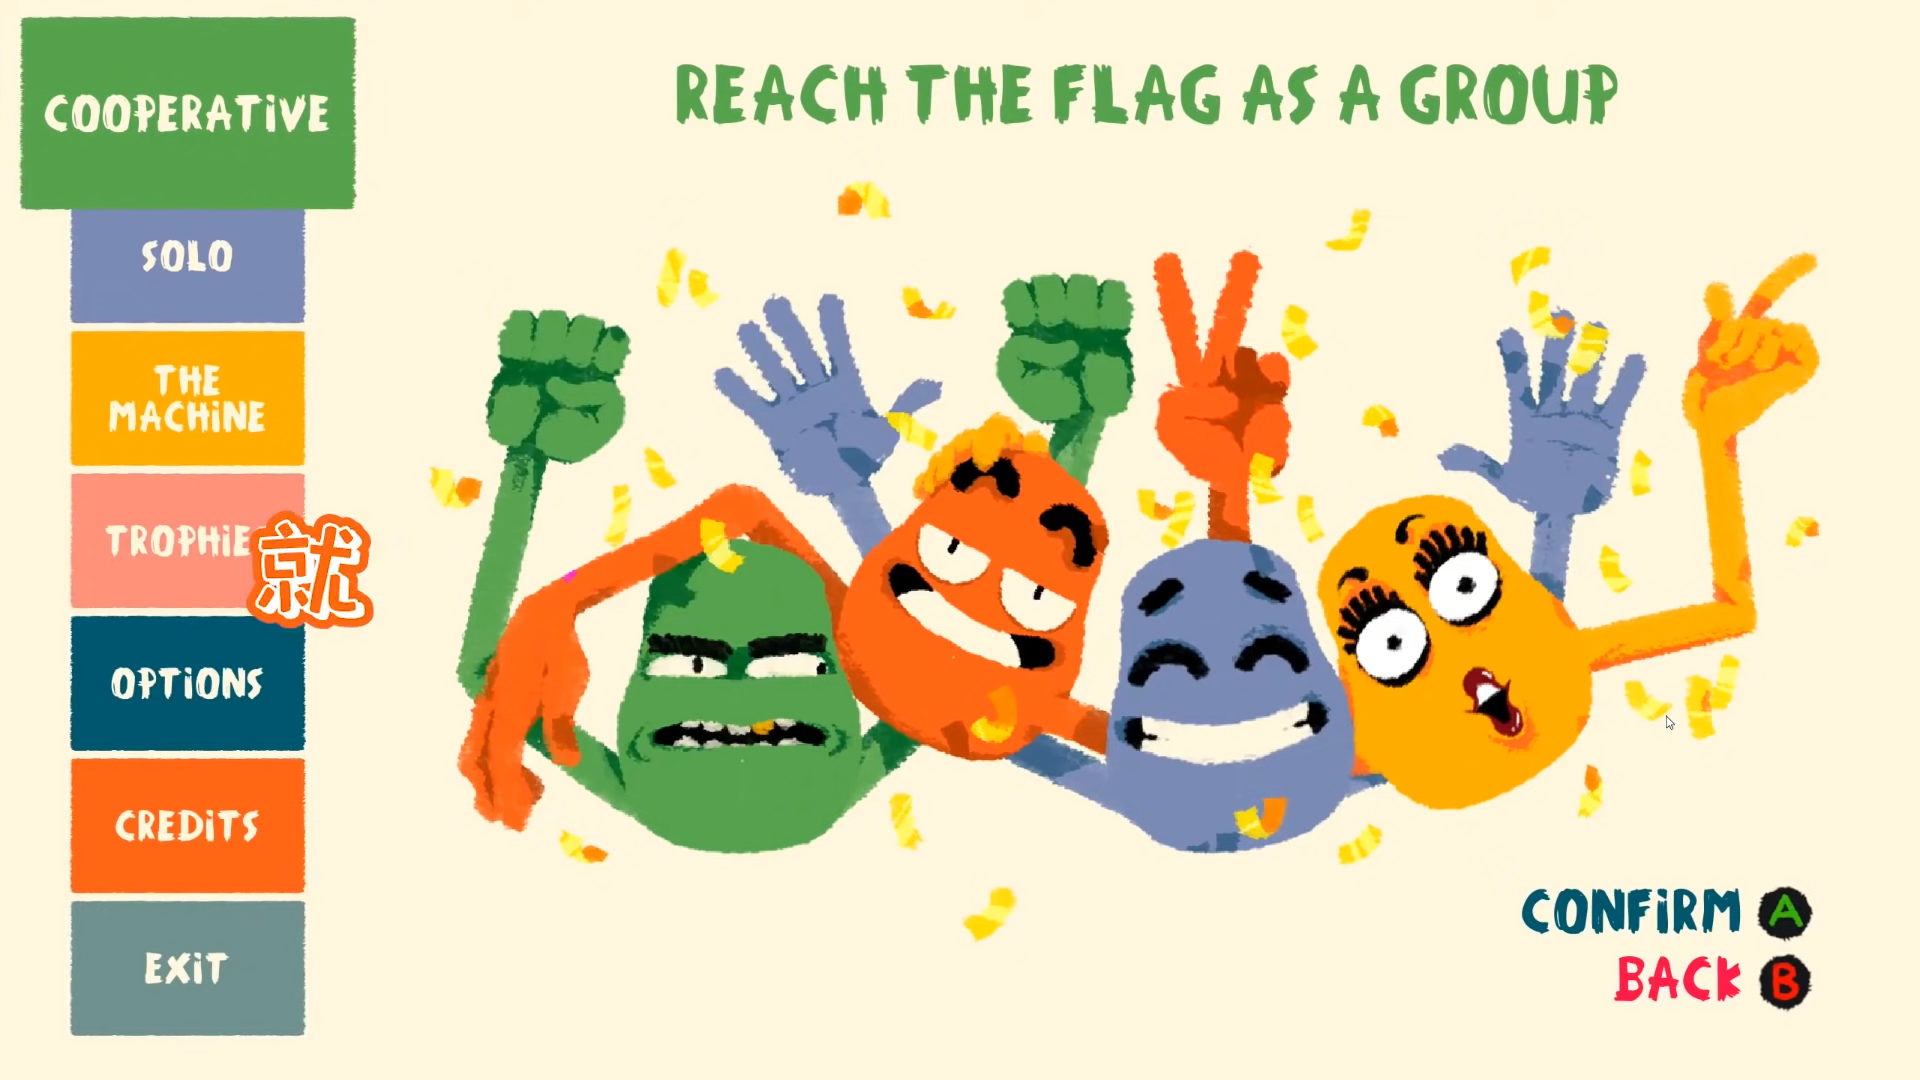 COOPERATIVE
REACH THE FLAG AS A GROUP
SOLO
THE
MACHINE
TROPHIE
就
OPTIONS
CREDITS
EXIT
CONFIRM A
BACK B